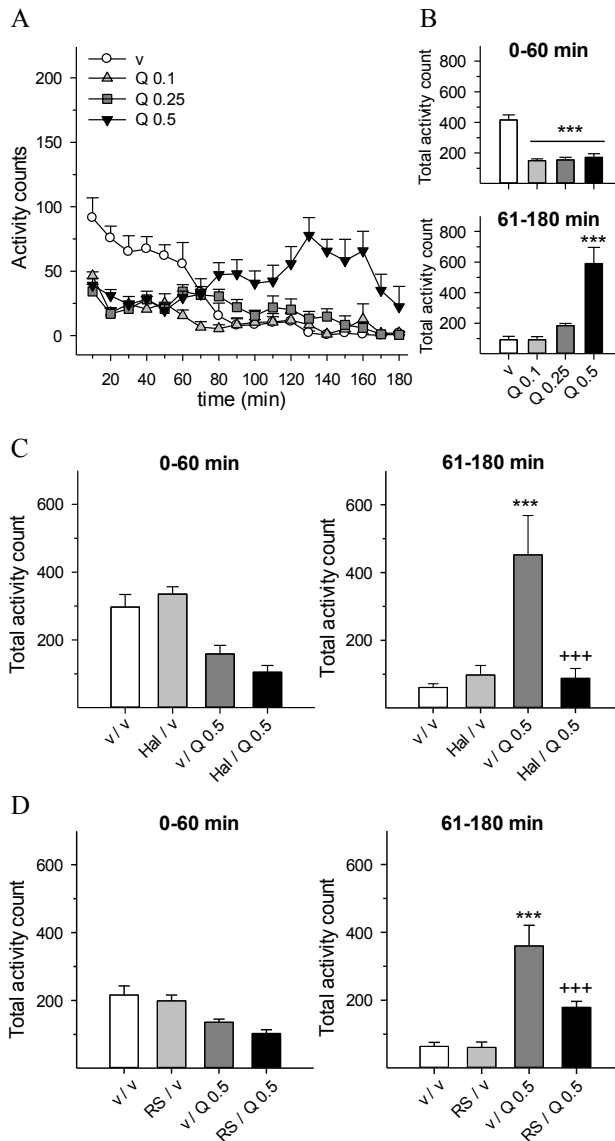 A
200
150
100
50
0
Activity counts
v
Q 0.1
Q 0.25
Q 0.5
20 40 60 80 100 120 140 160 180
time (min)
B
0-60 min
800
600
400
200
Total activity count
***
61-180 min
800
600
400
200
Total activity count
***
v
Q 0.1
Q 0.25
Q 0.5
C
0-60 min
600
400
200
Total activity count
v / v
Hal / v
v / Q 0.5
Hal / Q 0.5
61-180 min
600
400
200
Total activity count
***
+++
v / v
Hal / v
v / Q 0.5
Hal / Q 0.5
D
0-60 min
600
400
200
Total activity count
v / v
RS / v
v / Q 0.5
RS / Q 0.5
61-180 min
600
400
200
Total activity count
***
+++
v / v
RS / v
v / Q 0.5
RS / Q 0.5